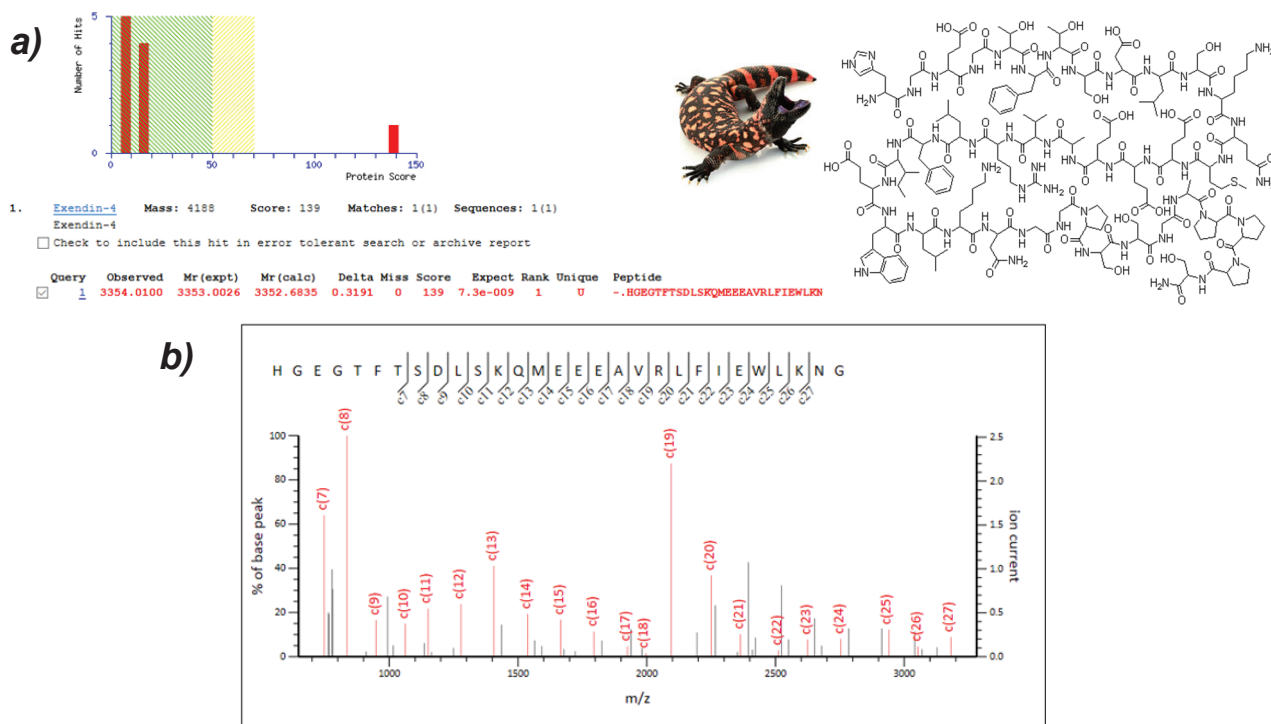 a)
Number of Hits
5
0
0 50 100 150
Protein Score
1. Exendin-4 Mass: 4188 Score: 139 Matches: 1(1) Sequences: 1(1)
Exendin-4
Check to include this hit in error tolerant search or archive report
Query Observed Mr(expt) Mr(calc) Delta Miss Score Expect Rank Unique Peptide
1 3354.0100 3353.0026 3352.6835 0.3191 0 139 7.3e-009 1 U -.HGEGTFTSDLSKQMEEEAVRLFIEWLKN
b)
H G E G T F T S D L S K Q M E E E A V R L F I E W L K N G
c7 c8 c9 c10 c11 c12 c13 c14 c15 c16 c17 c18 c19 c20 c21 c22 c23 c24 c25 c26 c27
% of base peak
100
80
60
40
20
0
c(7) c(8) c(9) c(10) c(11) c(12) c(13) c(14) c(15) c(16) c(17) c(18) c(19) c(20) c(21) c(22) c(23) c(24) c(25) c(26) c(27)
2.5
2.0
1.5
1.0
0.5
0.0
ion current
1000 1500 2000 2500 3000
m/z